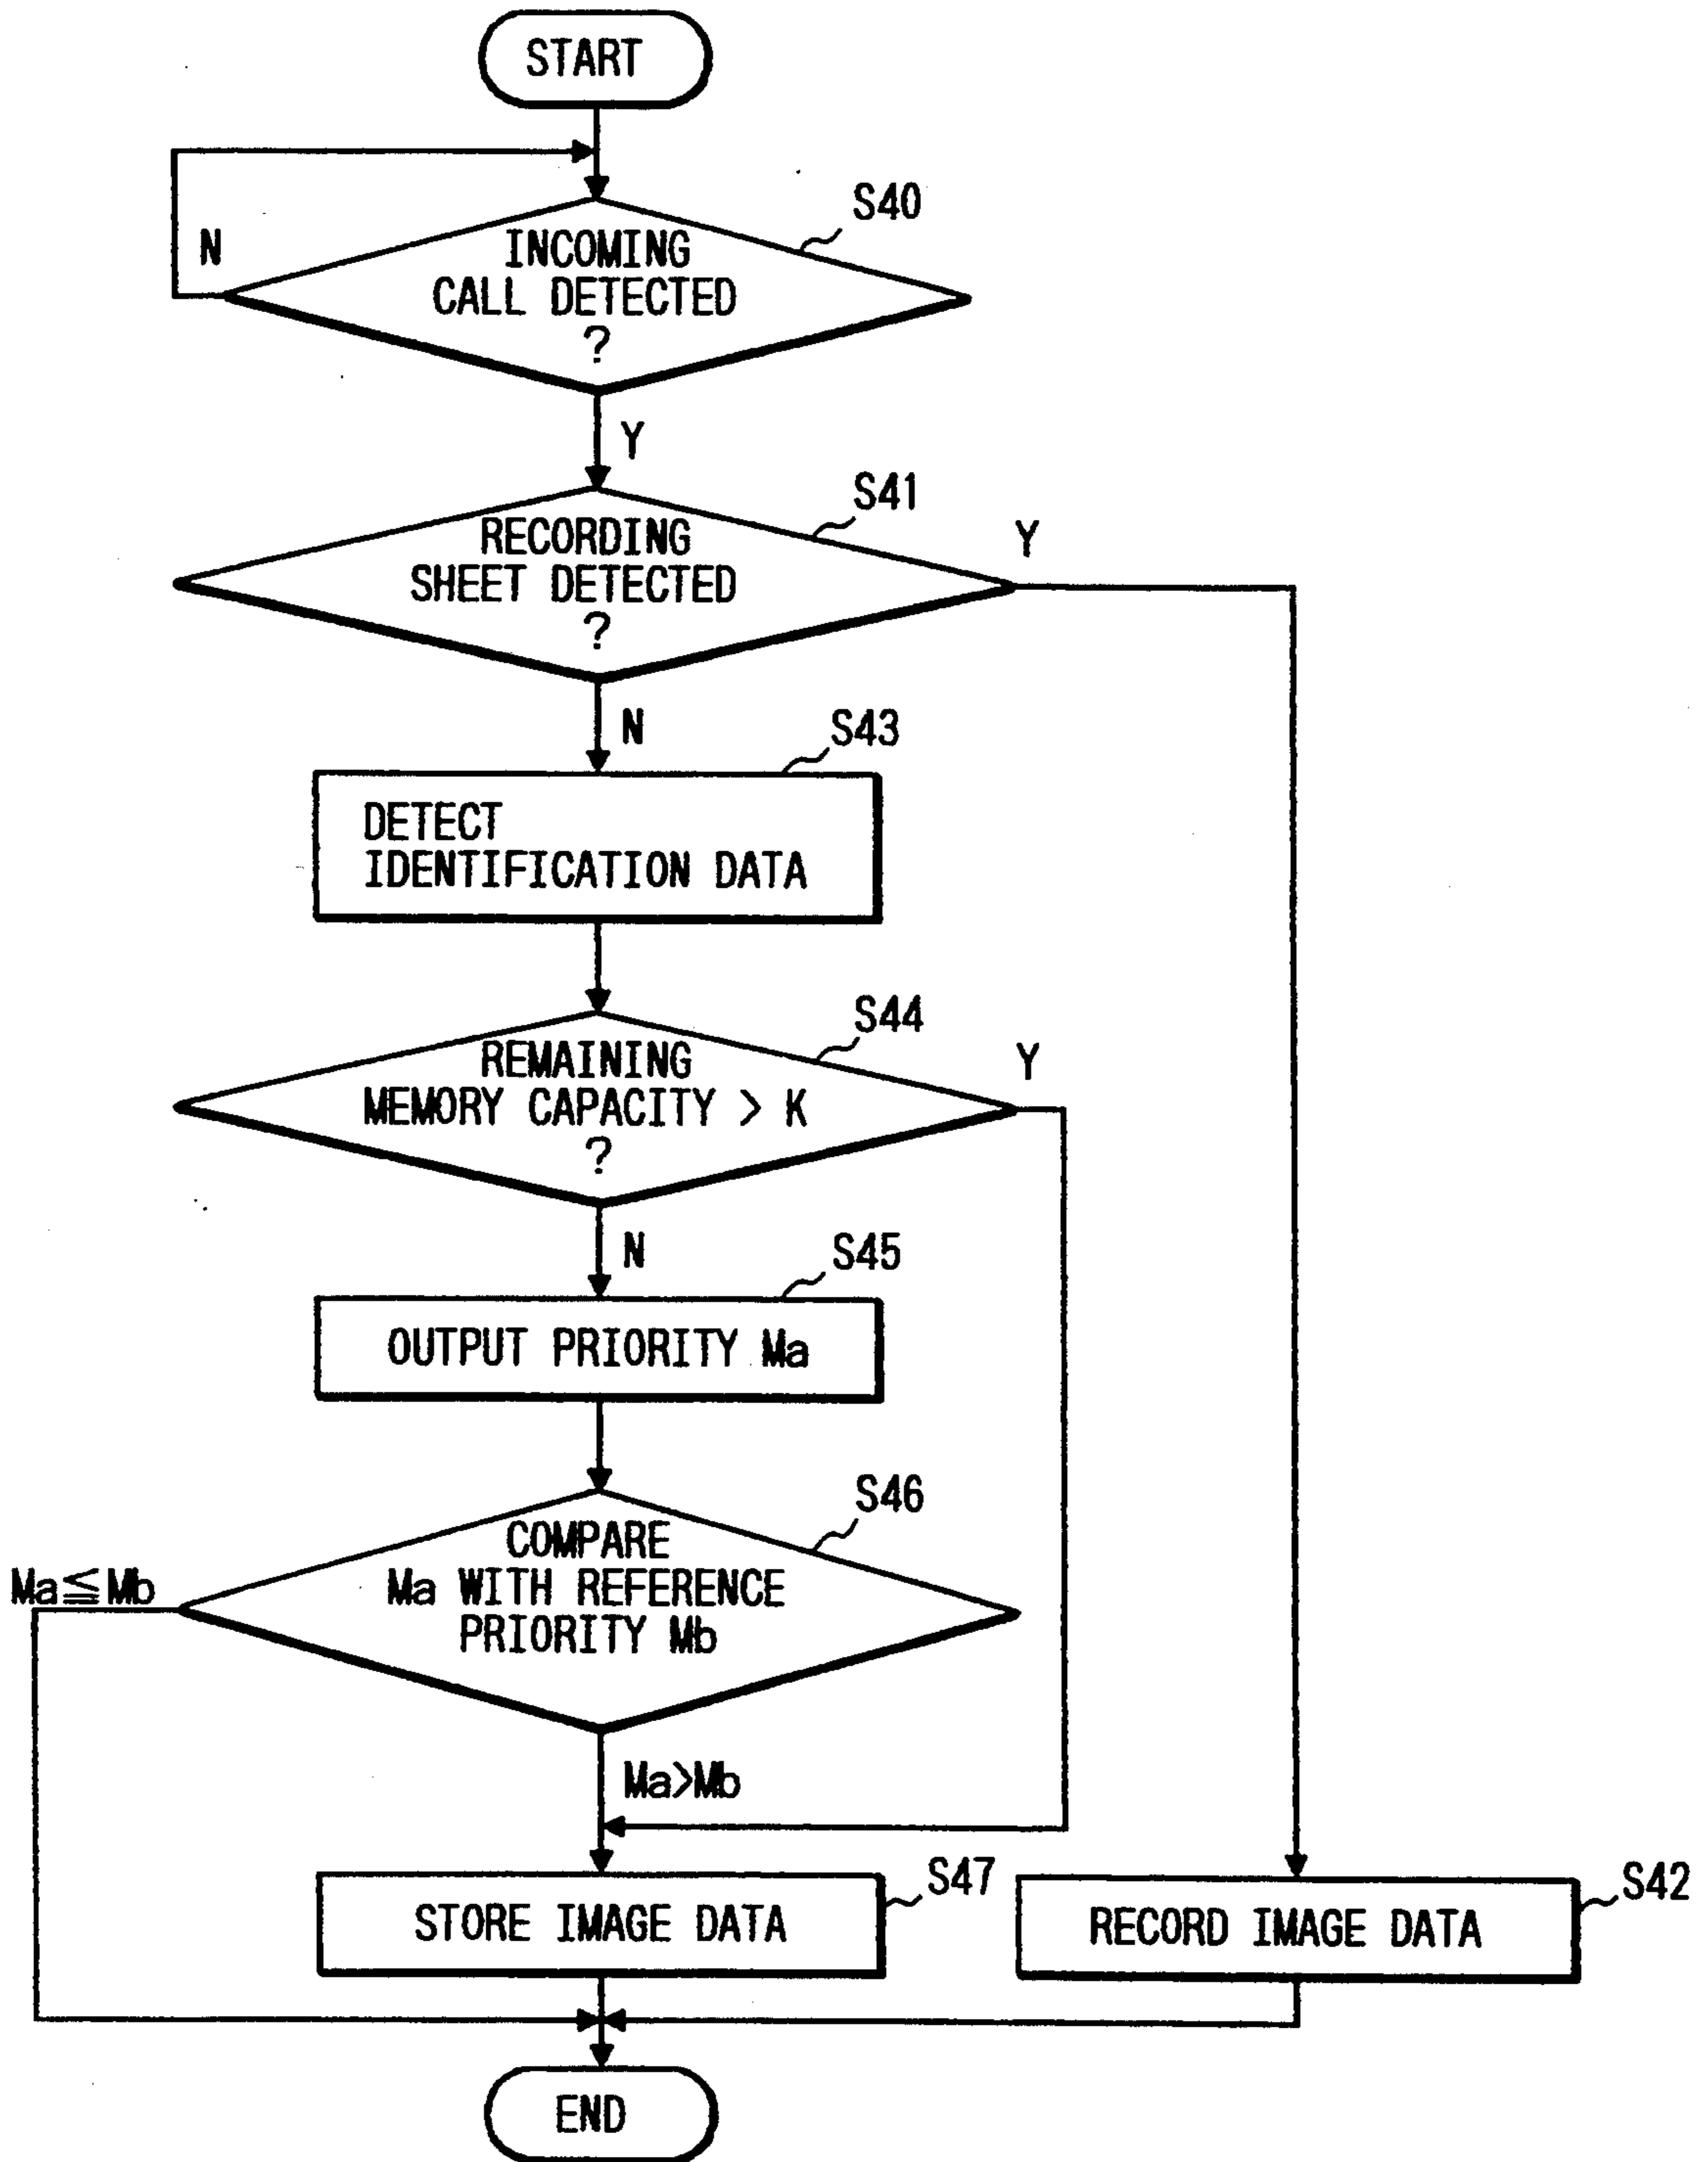 START
S40
N
INCOMING
CALL DETECTED
?
Y
S41
Y
RECORDING
SHEET DETECTED
?
N
S43
DETECT
IDENTIFICATION DATA
S44
Y
REMAINING
MEMORY CAPACITY > K
?
N
S45
OUTPUT PRIORITY Ma
S46
COMPARE
Ma≦Mb
Ma WITH REFERENCE
PRIORITY Mb
Ma>Mb
S47
S42
STORE IMAGE DATA
RECORD IMAGE DATA
END